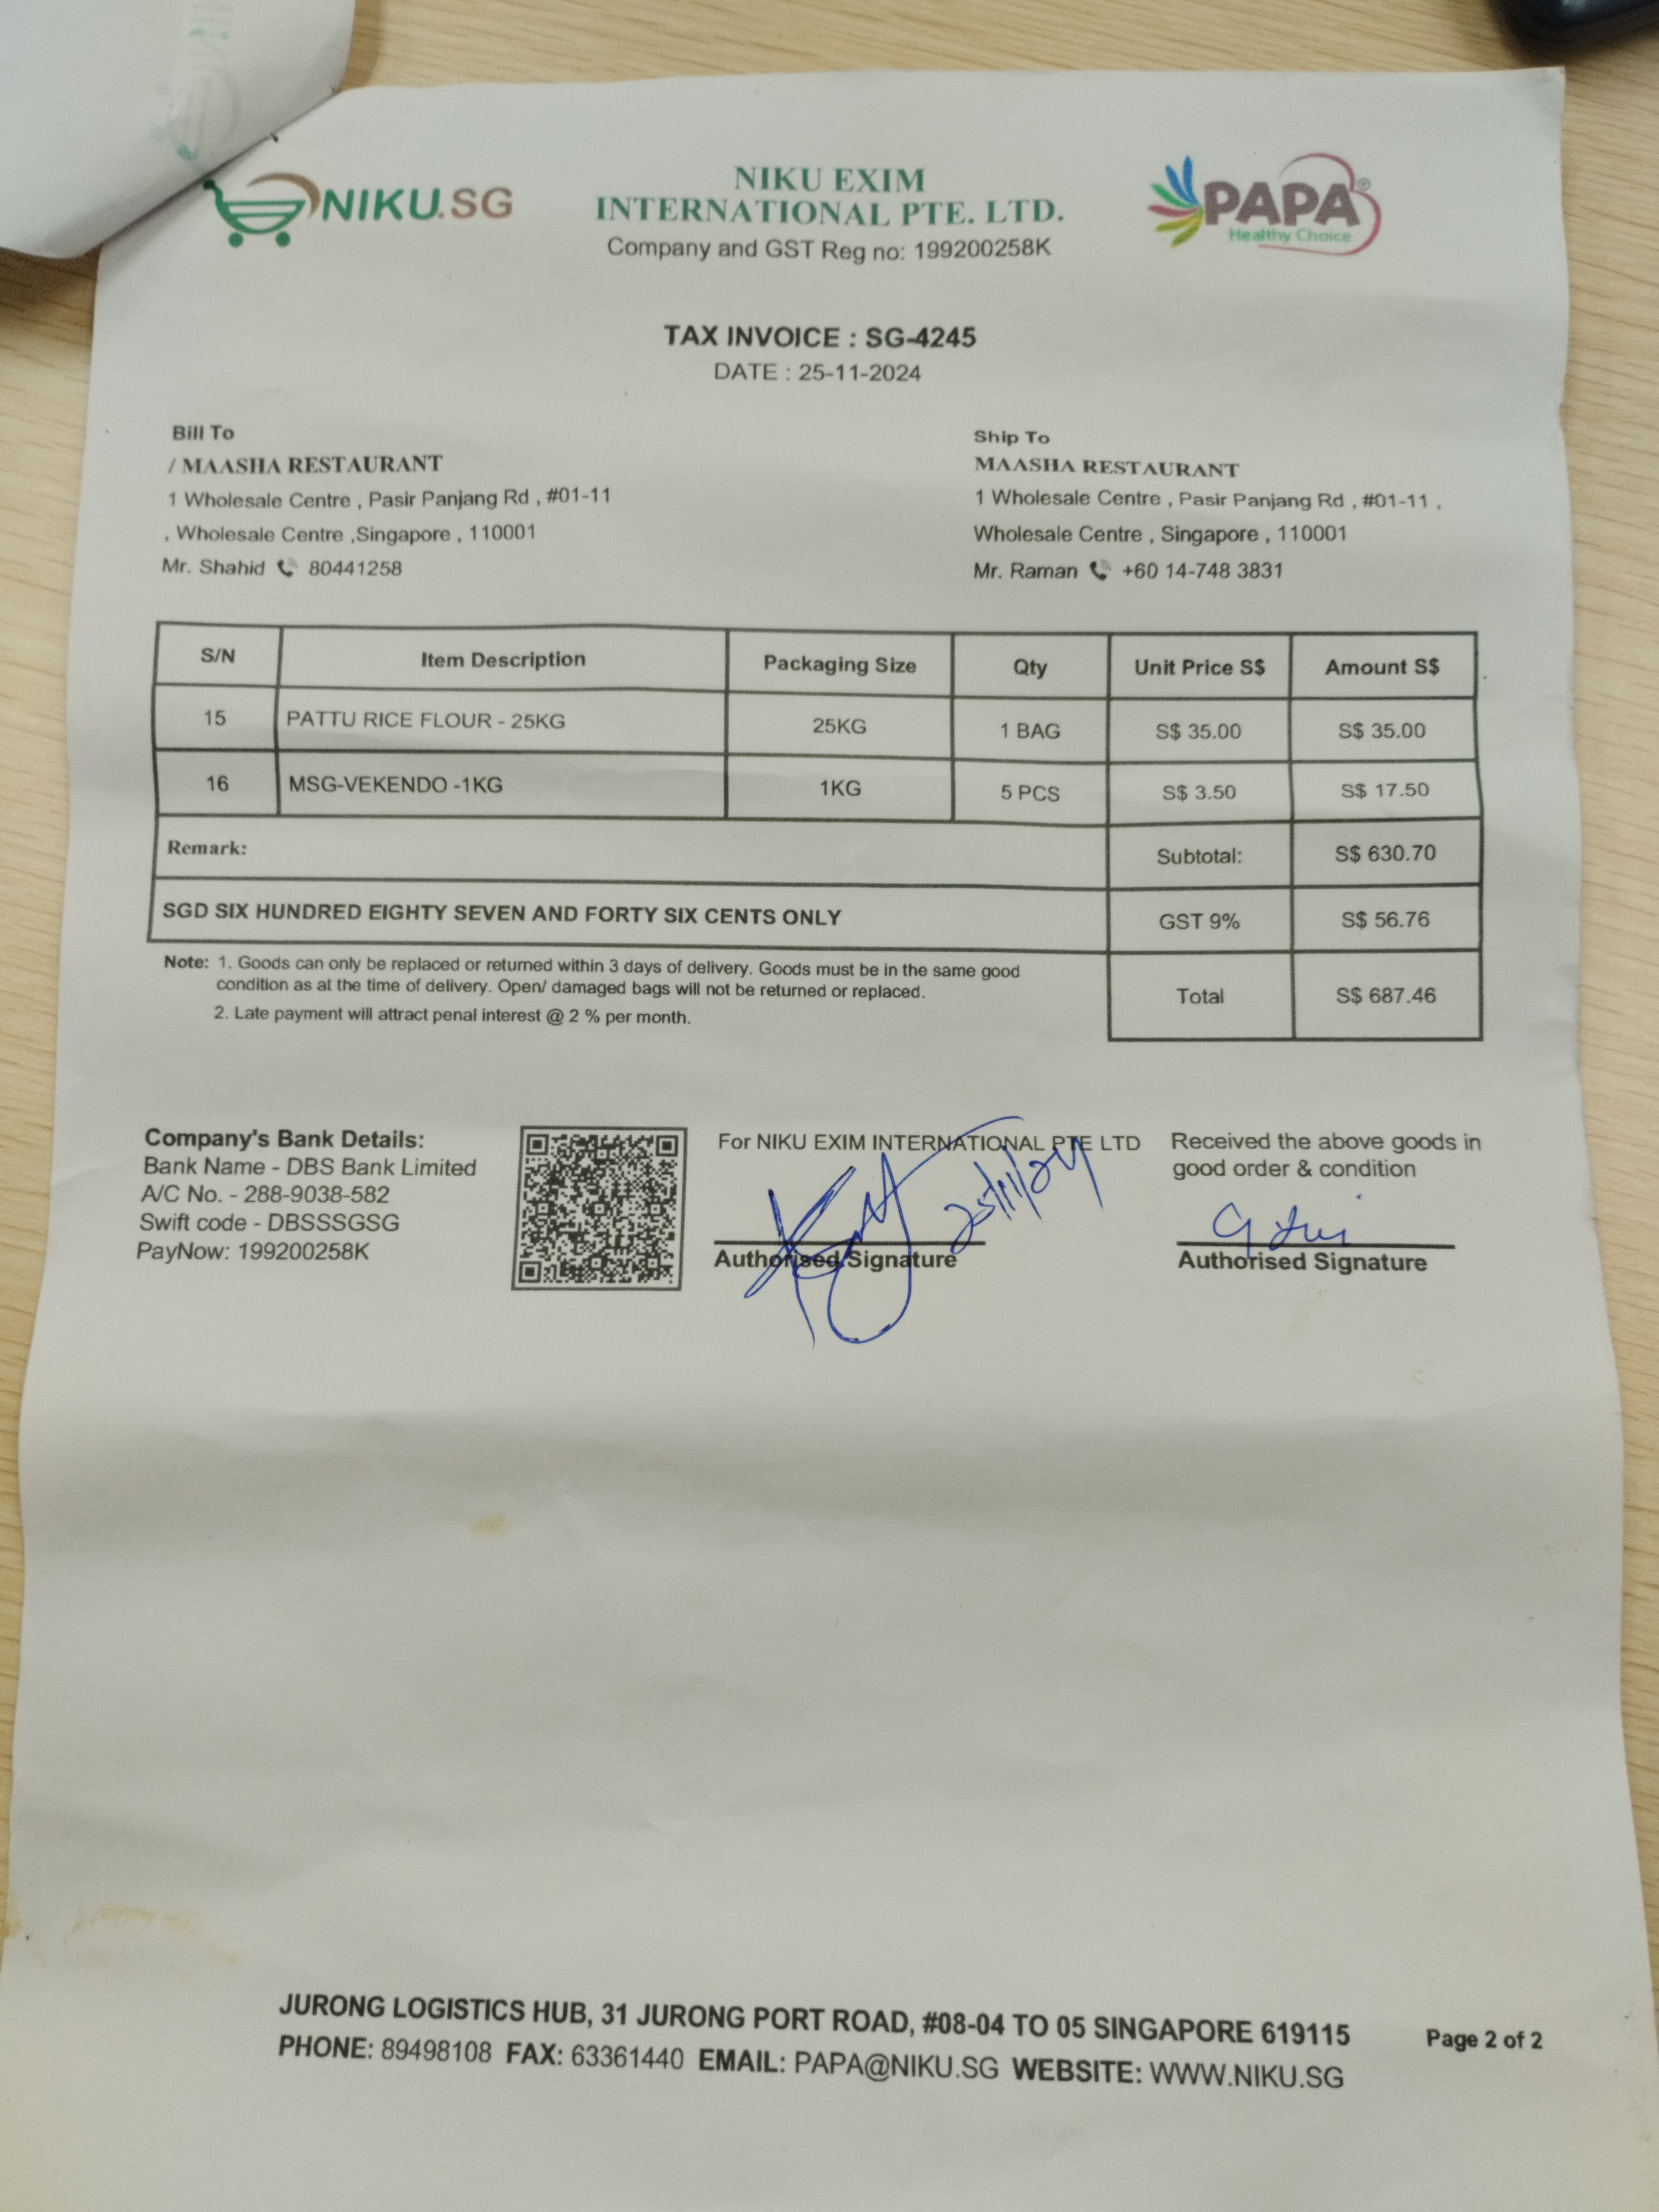 NIKU.SG
NIKU EXIM
INTERNATIONAL PTE. LTD.
Company and GST Reg no: 199200258K
PAPA®
Healthy Choice
TAX INVOICE : SG-4245
DATE : 25-11-2024
Bill To
/ MAASHA RESTAURANT
1 Wholesale Centre , Pasir Panjang Rd , #01-11
, Wholesale Centre ,Singapore , 110001
Mr. Shahid 80441258
Ship To
MAASHA RESTAURANT
1 Wholesale Centre , Pasir Panjang Rd , #01-11 ,
Wholesale Centre , Singapore , 110001
Mr. Raman +60 14-748 3831
S/N Item Description Packaging Size Qty Unit Price S$ Amount S$
15 PATTU RICE FLOUR - 25KG 25KG 1 BAG S$ 35.00 S$ 35.00
16 MSG-VEKENDO -1KG 1KG 5 PCS S$ 3.50 S$ 17.50
Remark: Subtotal: S$ 630.70
SGD SIX HUNDRED EIGHTY SEVEN AND FORTY SIX CENTS ONLY GST 9% S$ 56.76
Total S$ 687.46
Note: 1. Goods can only be replaced or returned within 3 days of delivery. Goods must be in the same good
condition as at the time of delivery. Open/ damaged bags will not be returned or replaced.
2. Late payment will attract penal interest @ 2 % per month.
Company's Bank Details:
Bank Name - DBS Bank Limited
A/C No. - 288-9038-582
Swift code - DBSSSGSG
PayNow: 199200258K
For NIKU EXIM INTERNATIONAL PTE LTD
25/11/24
Authorised Signature
Received the above goods in
good order & condition
Authorised Signature
JURONG LOGISTICS HUB, 31 JURONG PORT ROAD, #08-04 TO 05 SINGAPORE 619115
PHONE: 89498108 FAX: 63361440 EMAIL: PAPA@NIKU.SG WEBSITE: WWW.NIKU.SG
Page 2 of 2